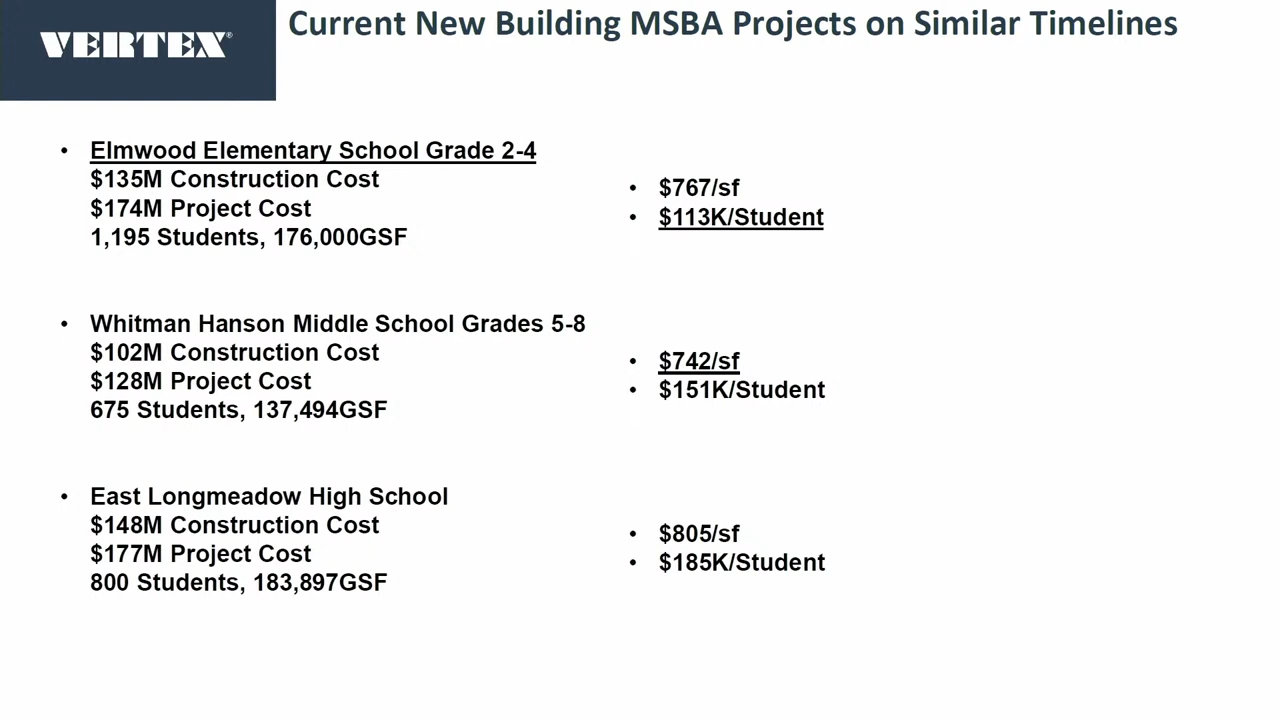 VERTEX®
Current New Building MSBA Projects on Similar Timelines
• Elmwood Elementary School Grade 2-4
$135M Construction Cost
$174M Project Cost
1,195 Students, 176,000GSF
• $767/sf
• $113K/Student
• Whitman Hanson Middle School Grades 5-8
$102M Construction Cost
$128M Project Cost
675 Students, 137,494GSF
• $742/sf
• $151K/Student
• East Longmeadow High School
$148M Construction Cost
$177M Project Cost
800 Students, 183,897GSF
• $805/sf
• $185K/Student